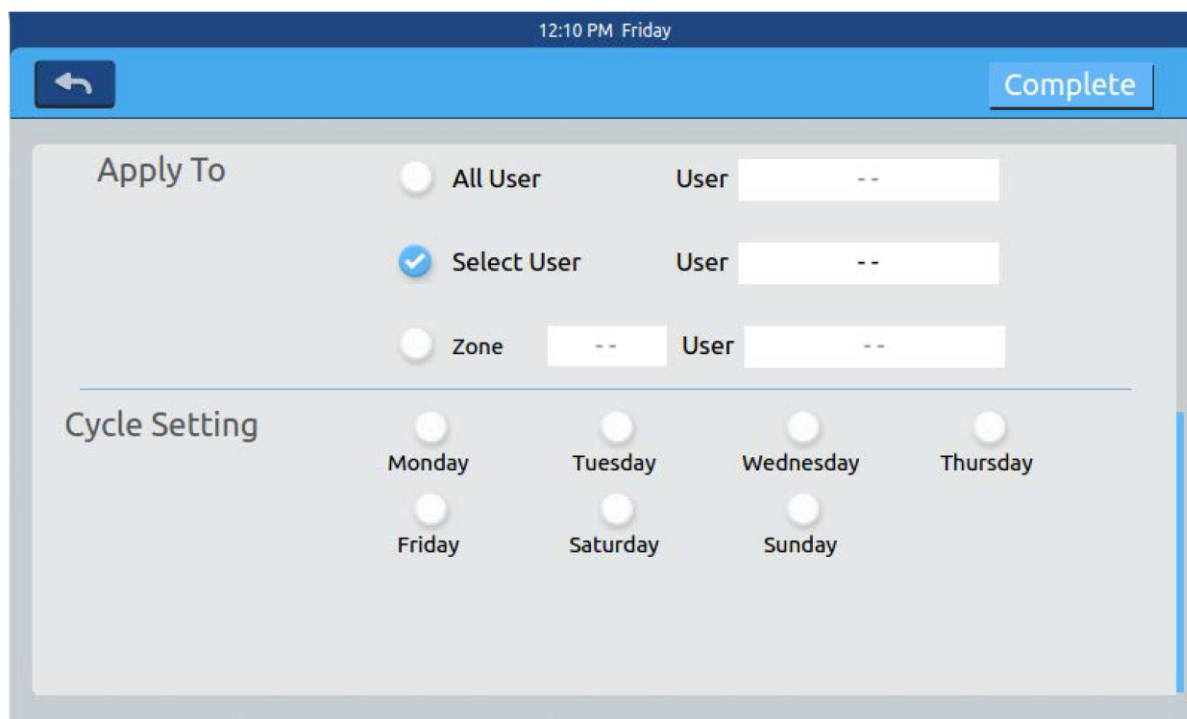 12:10 PM Friday
Complete
Apply To
All User User --
Select User User --
Zone -- User --
Cycle Setting
Monday Tuesday Wednesday Thursday
Friday Saturday Sunday